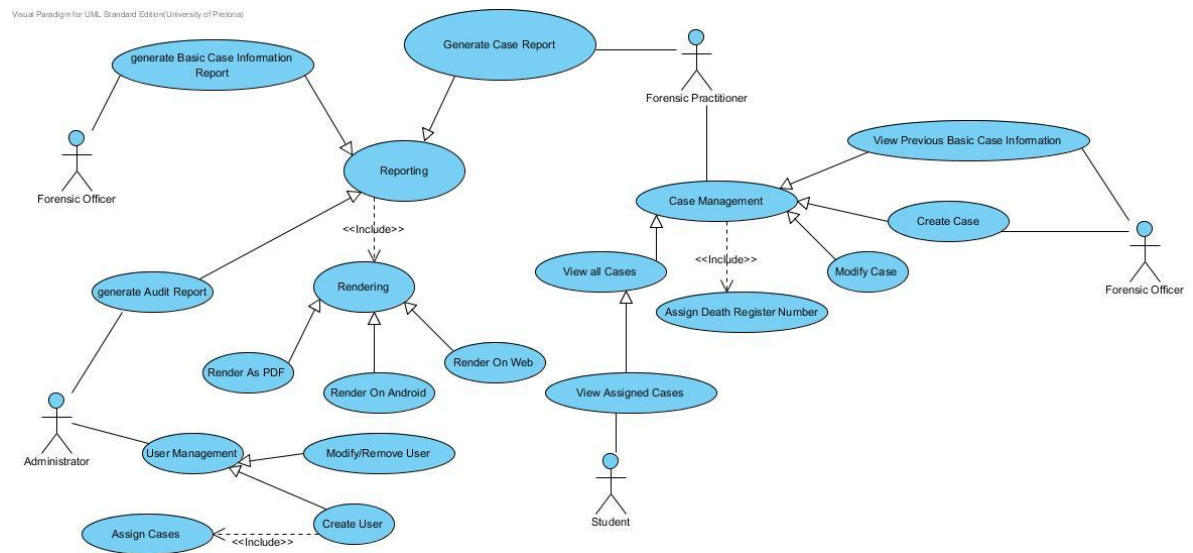 Visual Paradigm for UML Standard Edition(University of Pretoria)
generate Basic Case Information
Report
Generate Case Report
Forensic Practitioner
Forensic Officer
Reporting
View Previous Basic Case Information
Case Management
Create Case
<<Include>>
<<Include>>
View all Cases
Modify Case
Forensic Officer
generate Audit Report
Rendering
Assign Death Register Number
Render As PDF
Render On Android
Render On Web
View Assigned Cases
Administrator
User Management
Modify/Remove User
Student
Assign Cases
<<Include>>
Create User